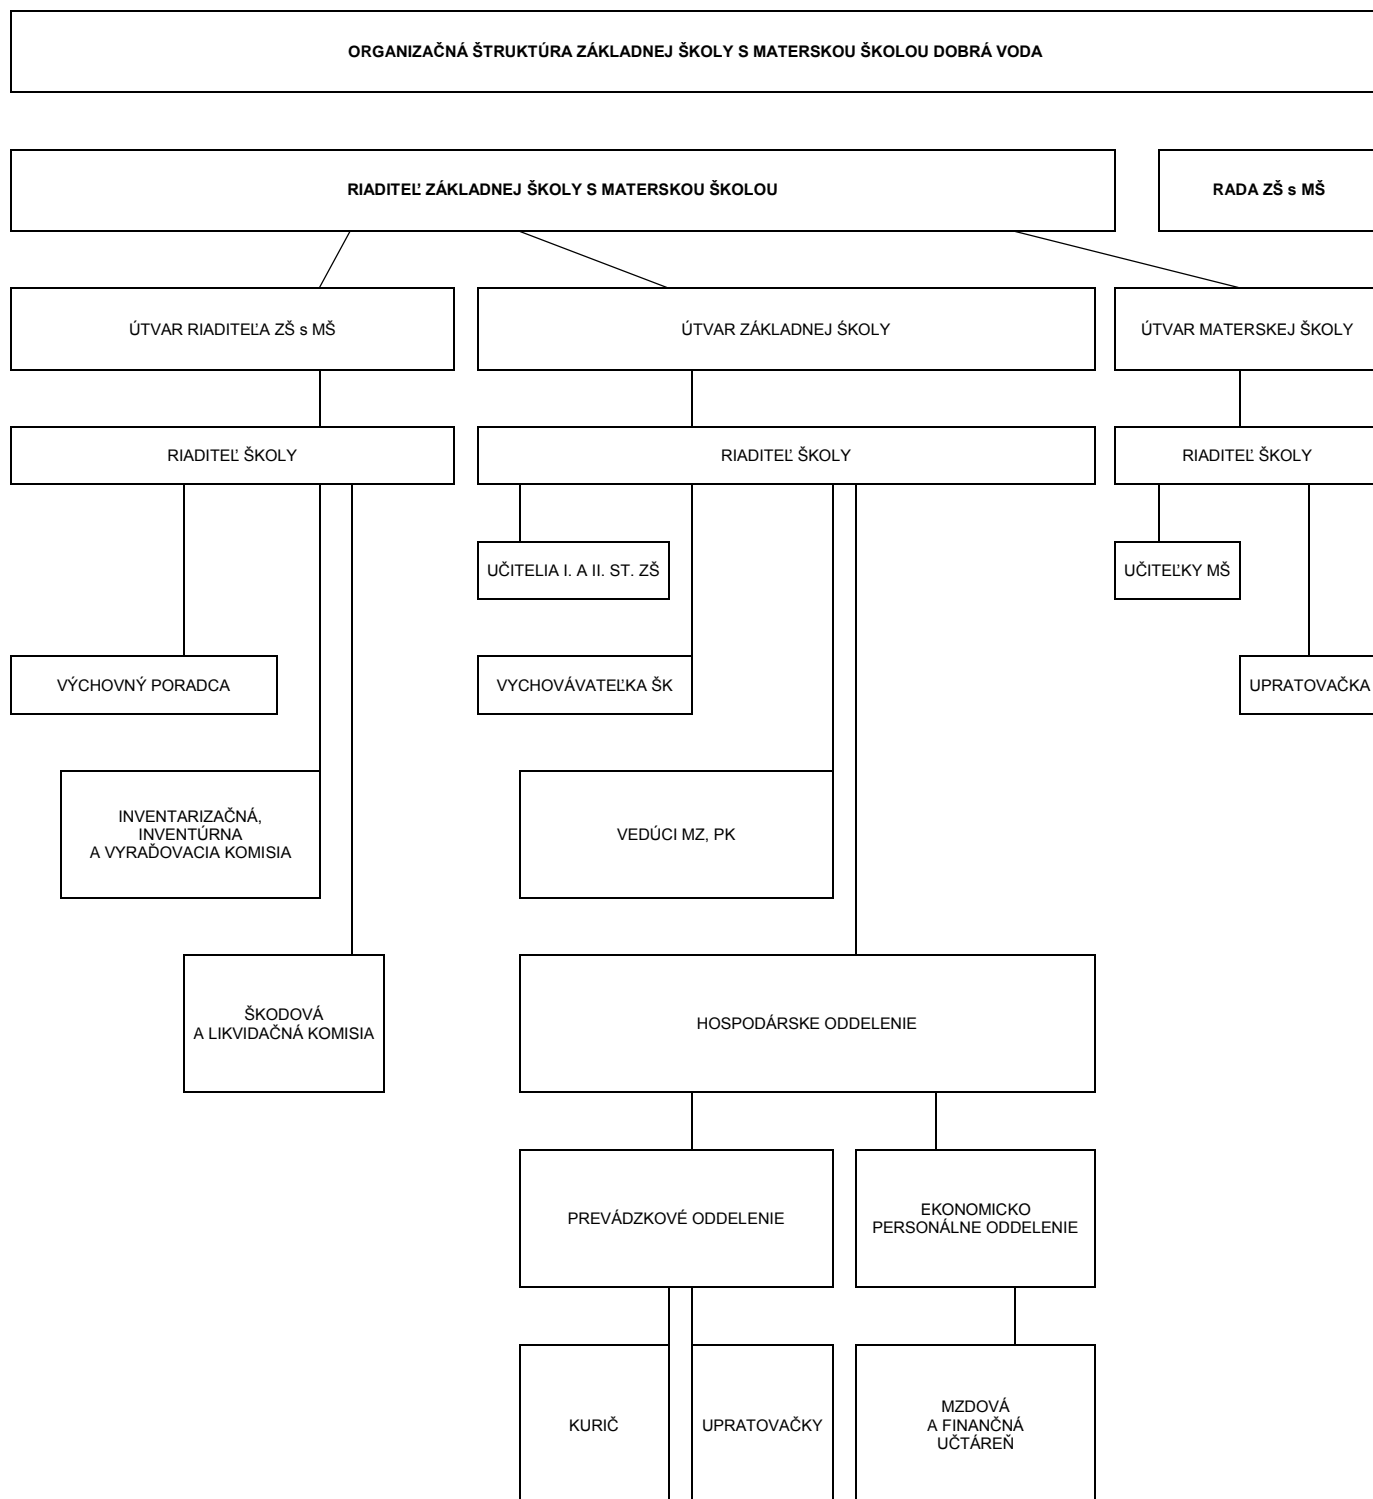 ORGANIZAČNÁ ŠTRUKTÚRA ZÁKLADNEJ ŠKOLY S MATERSKOU ŠKOLOU DOBRÁ VODA
RIADITEĽ ZÁKLADNEJ ŠKOLY S MATERSKOU ŠKOLOU
RADA ZŠ s MŠ
ÚTVAR RIADITEĽA ZŠ s MŠ
ÚTVAR ZÁKLADNEJ ŠKOLY
ÚTVAR MATERSKEJ ŠKOLY
RIADITEĽ ŠKOLY
RIADITEĽ ŠKOLY
RIADITEĽ ŠKOLY
UČITELIA I. A II. ST. ZŠ
UČITEĽKY MŠ
VÝCHOVNÝ PORADCA
VYCHOVÁVATEĽKA ŠK
UPRATOVAČKA
INVENTARIZAČNÁ,
INVENTÚRNA
A VYRAĎOVACIA KOMISIA
VEDÚCI MZ, PK
ŠKODOVÁ
A LIKVIDAČNÁ KOMISIA
HOSPODÁRSKE ODDELENIE
PREVÁDZKOVÉ ODDELENIE
EKONOMICKO
PERSONÁLNE ODDELENIE
KURIČ
UPRATOVAČKY
MZDOVÁ
A FINANČNÁ
UČTÁREŇ